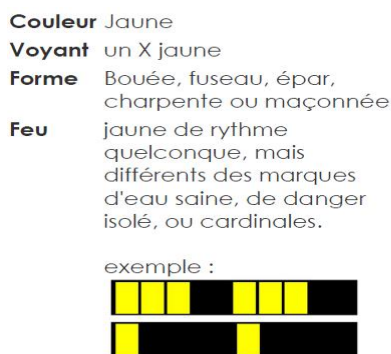 Couleur Jaune
Voyant un X jaune
Forme Bouée, fuseau, épar,
charpente ou maçonnée
Feu jaune de rythme
quelconque, mais
différents des marques
d'eau saine, de danger
isolé, ou cardinales.
exemple :